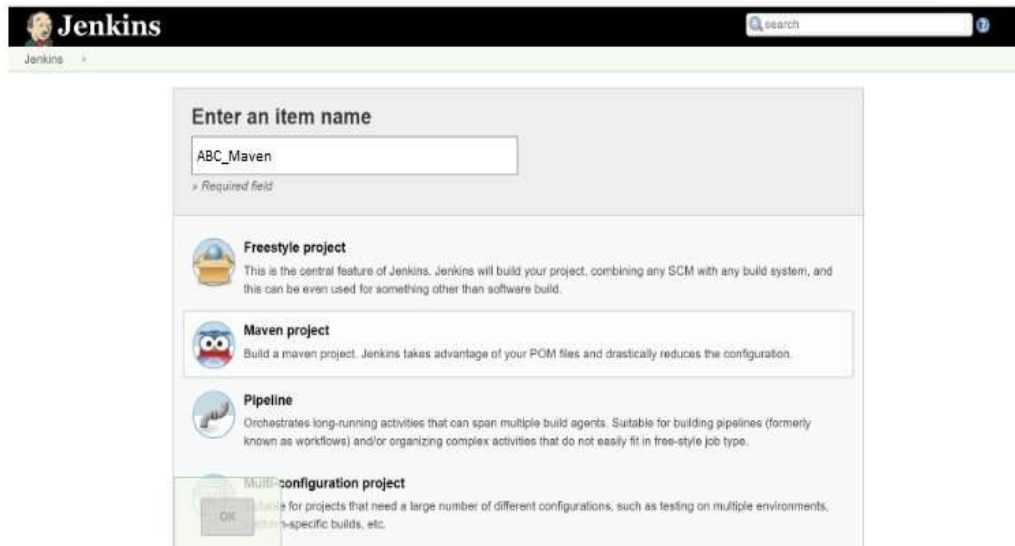 Jenkins
search
Jenkins
Enter an item name
ABC_Maven
» Required field
Freestyle project
This is the central feature of Jenkins. Jenkins will build your project, combining any SCM with any build system, and
this can be even used for something other than software build.
Maven project
Build a maven project. Jenkins takes advantage of your POM files and drastically reduces the configuration.
Pipeline
Orchestrates long-running activities that can span multiple build agents. Suitable for building pipelines (formerly
known as workflows) and/or organizing complex activities that do not easily fit in free-style job type.
Multi-configuration project
for projects that need a large number of different configurations, such as testing on multiple environments,
-specific builds, etc.
OK